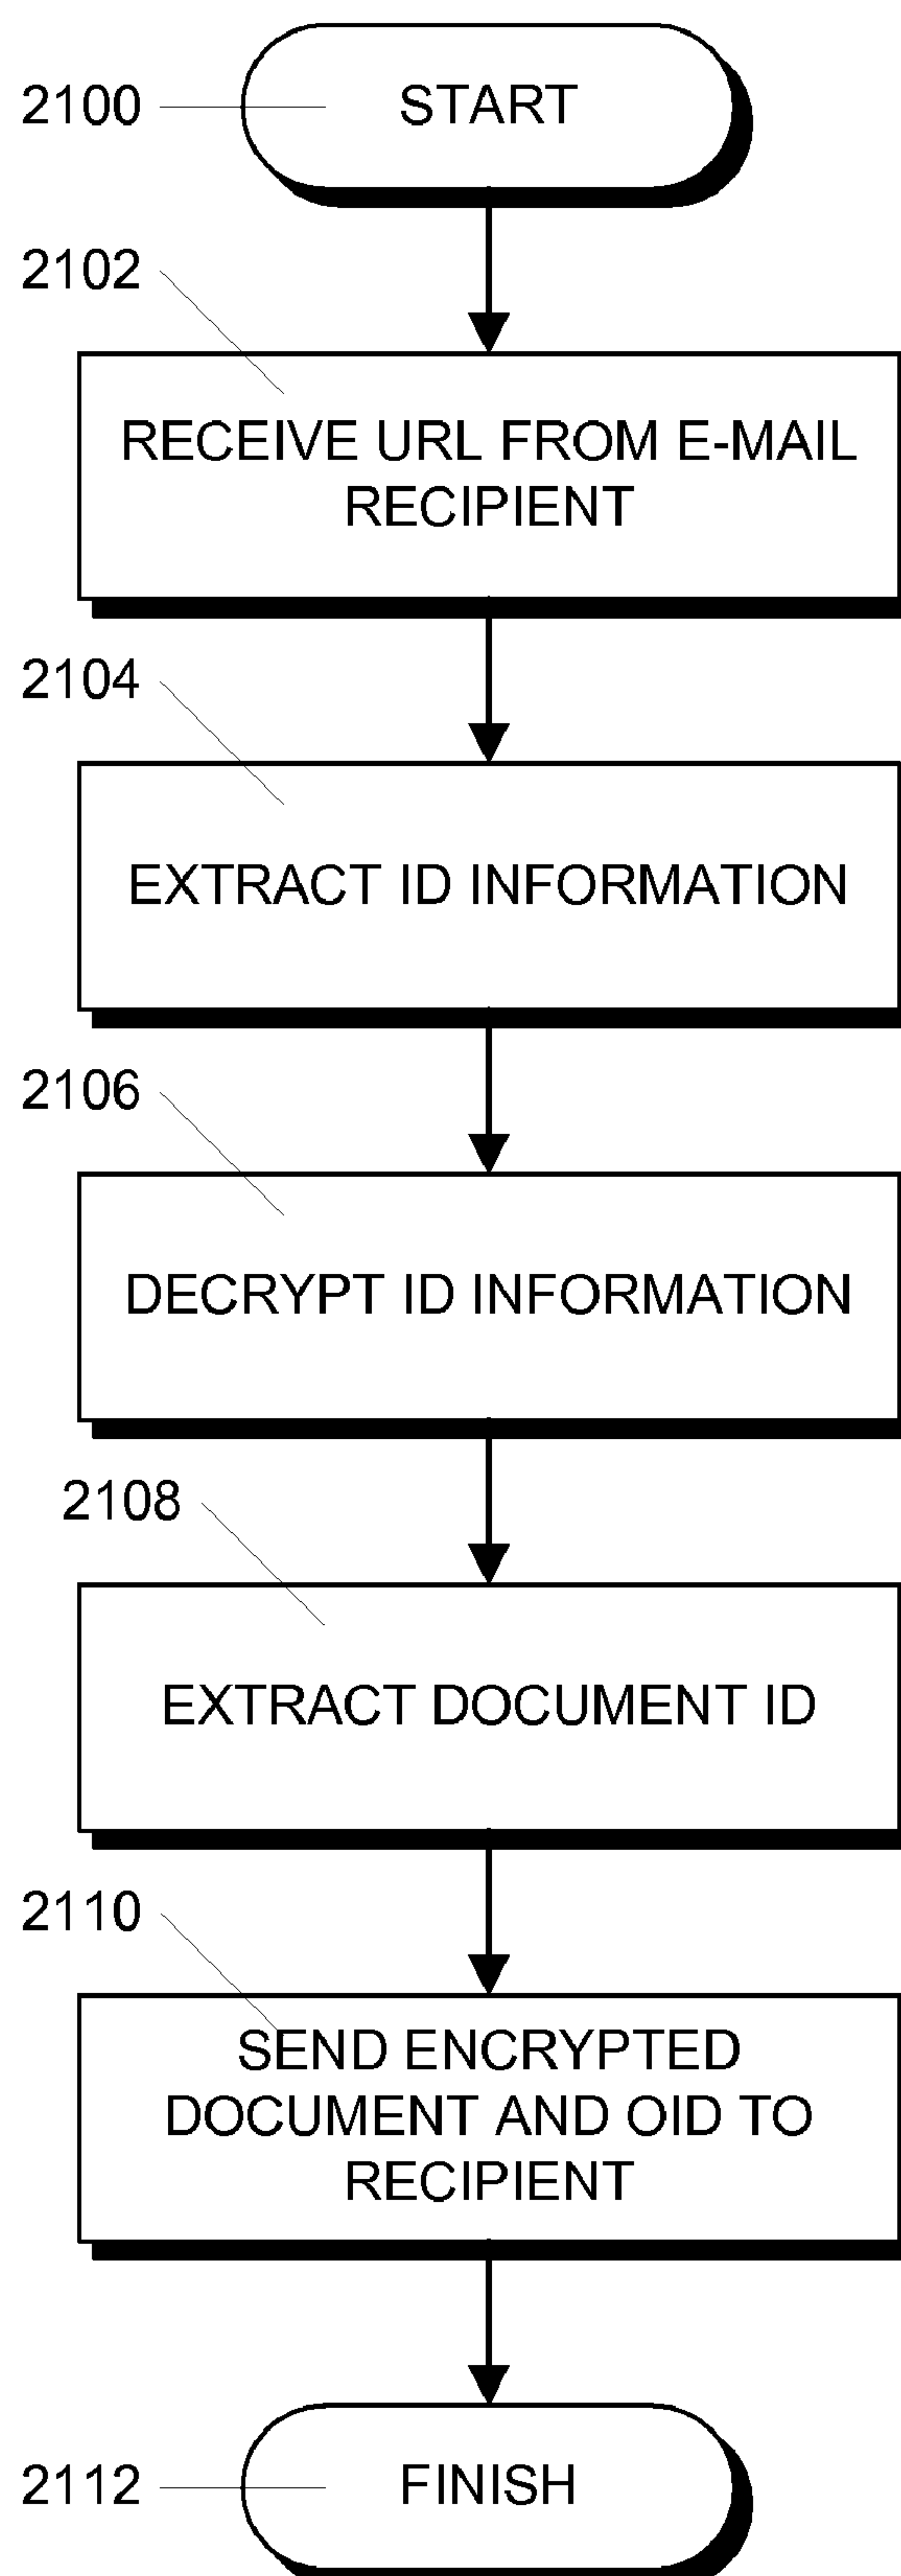 2100
START
2102
RECEIVE URL FROM E-MAIL
RECIPIENT
2104
EXTRACT ID INFORMATION
2106
DECRYPT ID INFORMATION
2108
EXTRACT DOCUMENT ID
2110
SEND ENCRYPTED
DOCUMENT AND OID TO
RECIPIENT
2112
FINISH